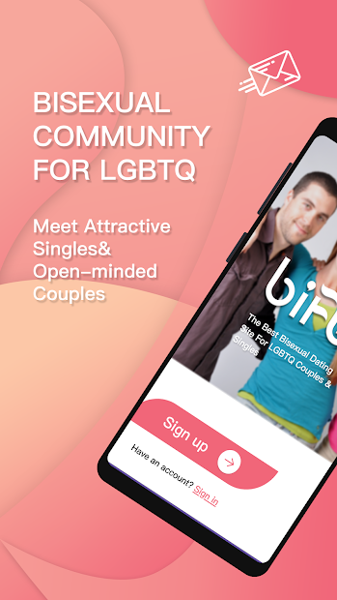 BISEXUAL
COMMUNITY
FOR LGBTQ
Meet Attractive
Singles&
Open-minded
Couples
The Best Bisexual Dating
Site For LGBTQ Couples &
Singles
Sign up
Have an account? Sign in